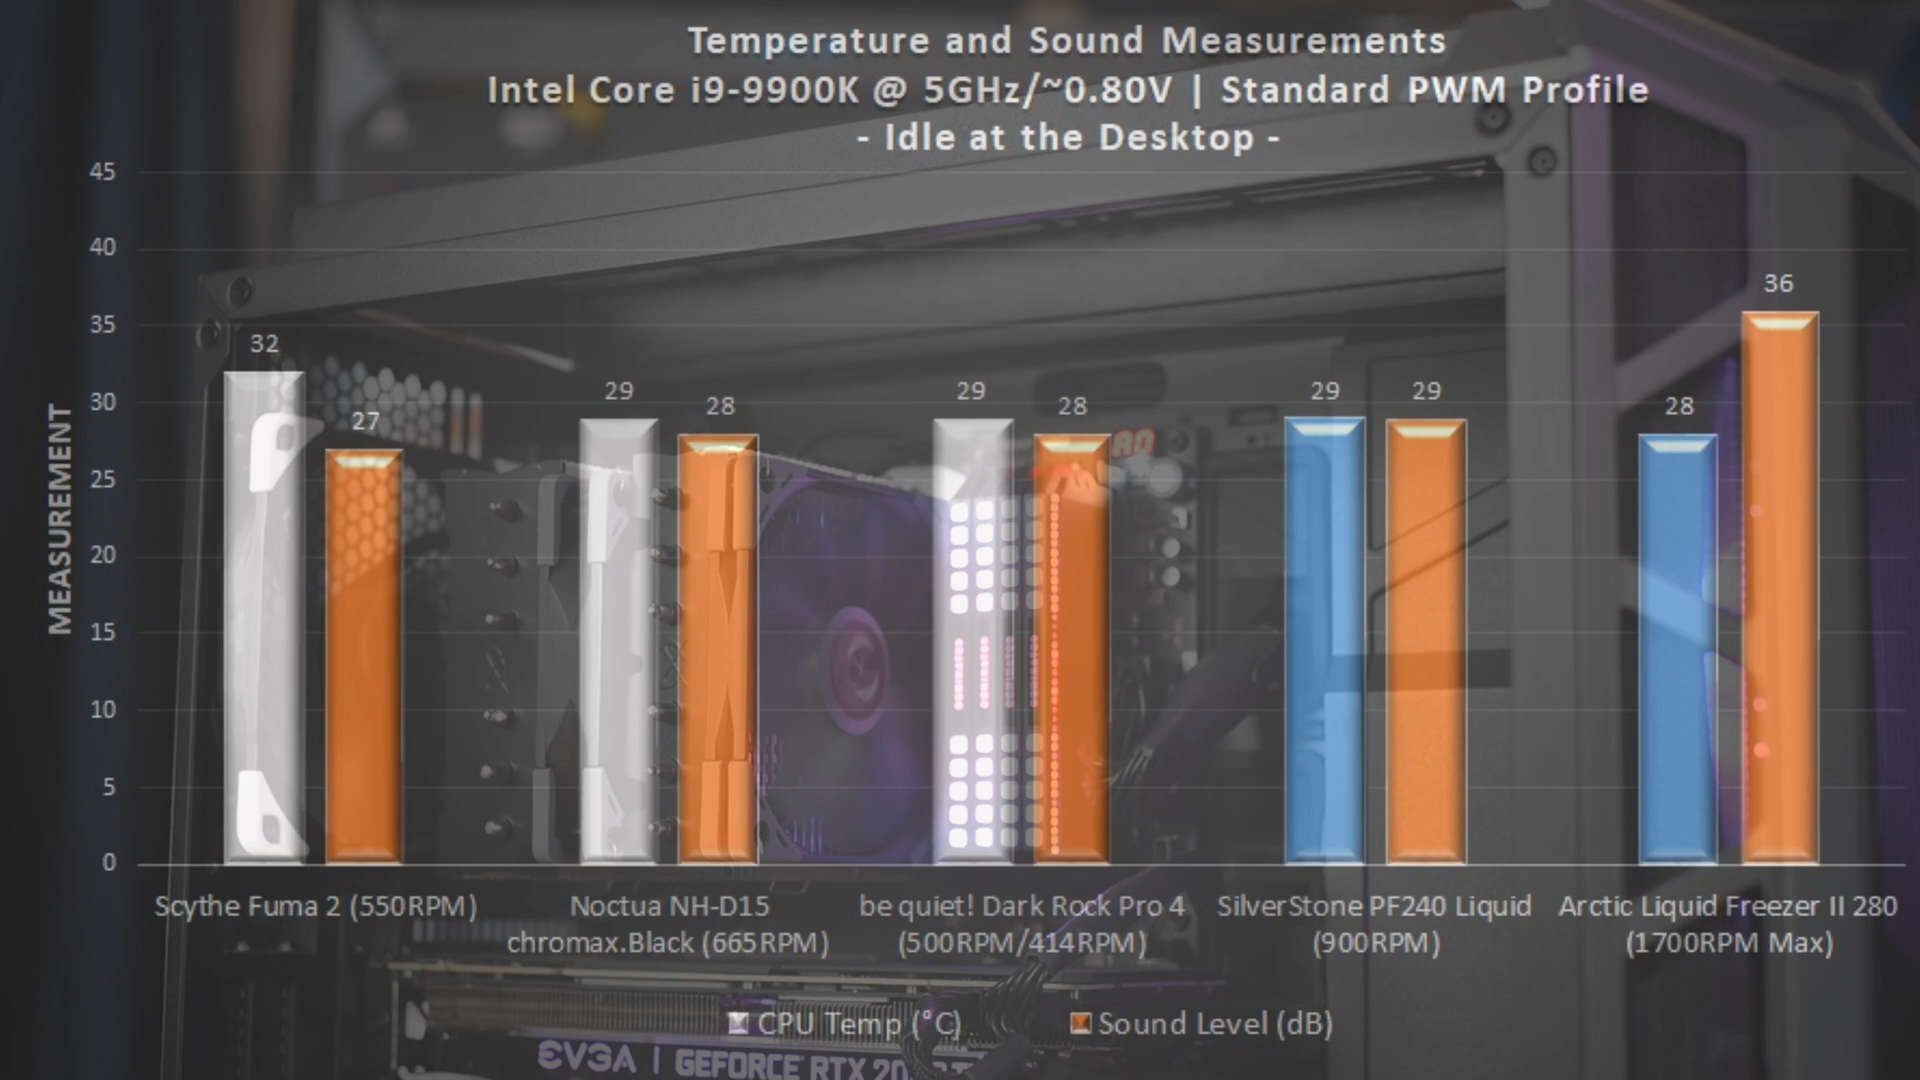 Temperature and Sound Measurements
Intel Core i9-9900K @ 5GHz/~0.80V | Standard PWM Profile
- Idle at the Desktop -
MEASUREMENT
45
40
35
30
25
20
15
10
5
0
32
27
29
28
29
28
29
29
28
36
Scythe Fuma 2 (550RPM)
Noctua NH-D15
chromax.Black (665RPM)
be quiet! Dark Rock Pro 4
(500RPM/414RPM)
SilverStone PF240 Liquid
(900RPM)
Arctic Liquid Freezer II 280
(1700RPM Max)
CPU Temp (°C)
Sound Level (dB)
EVGA | GEFORCE RTX